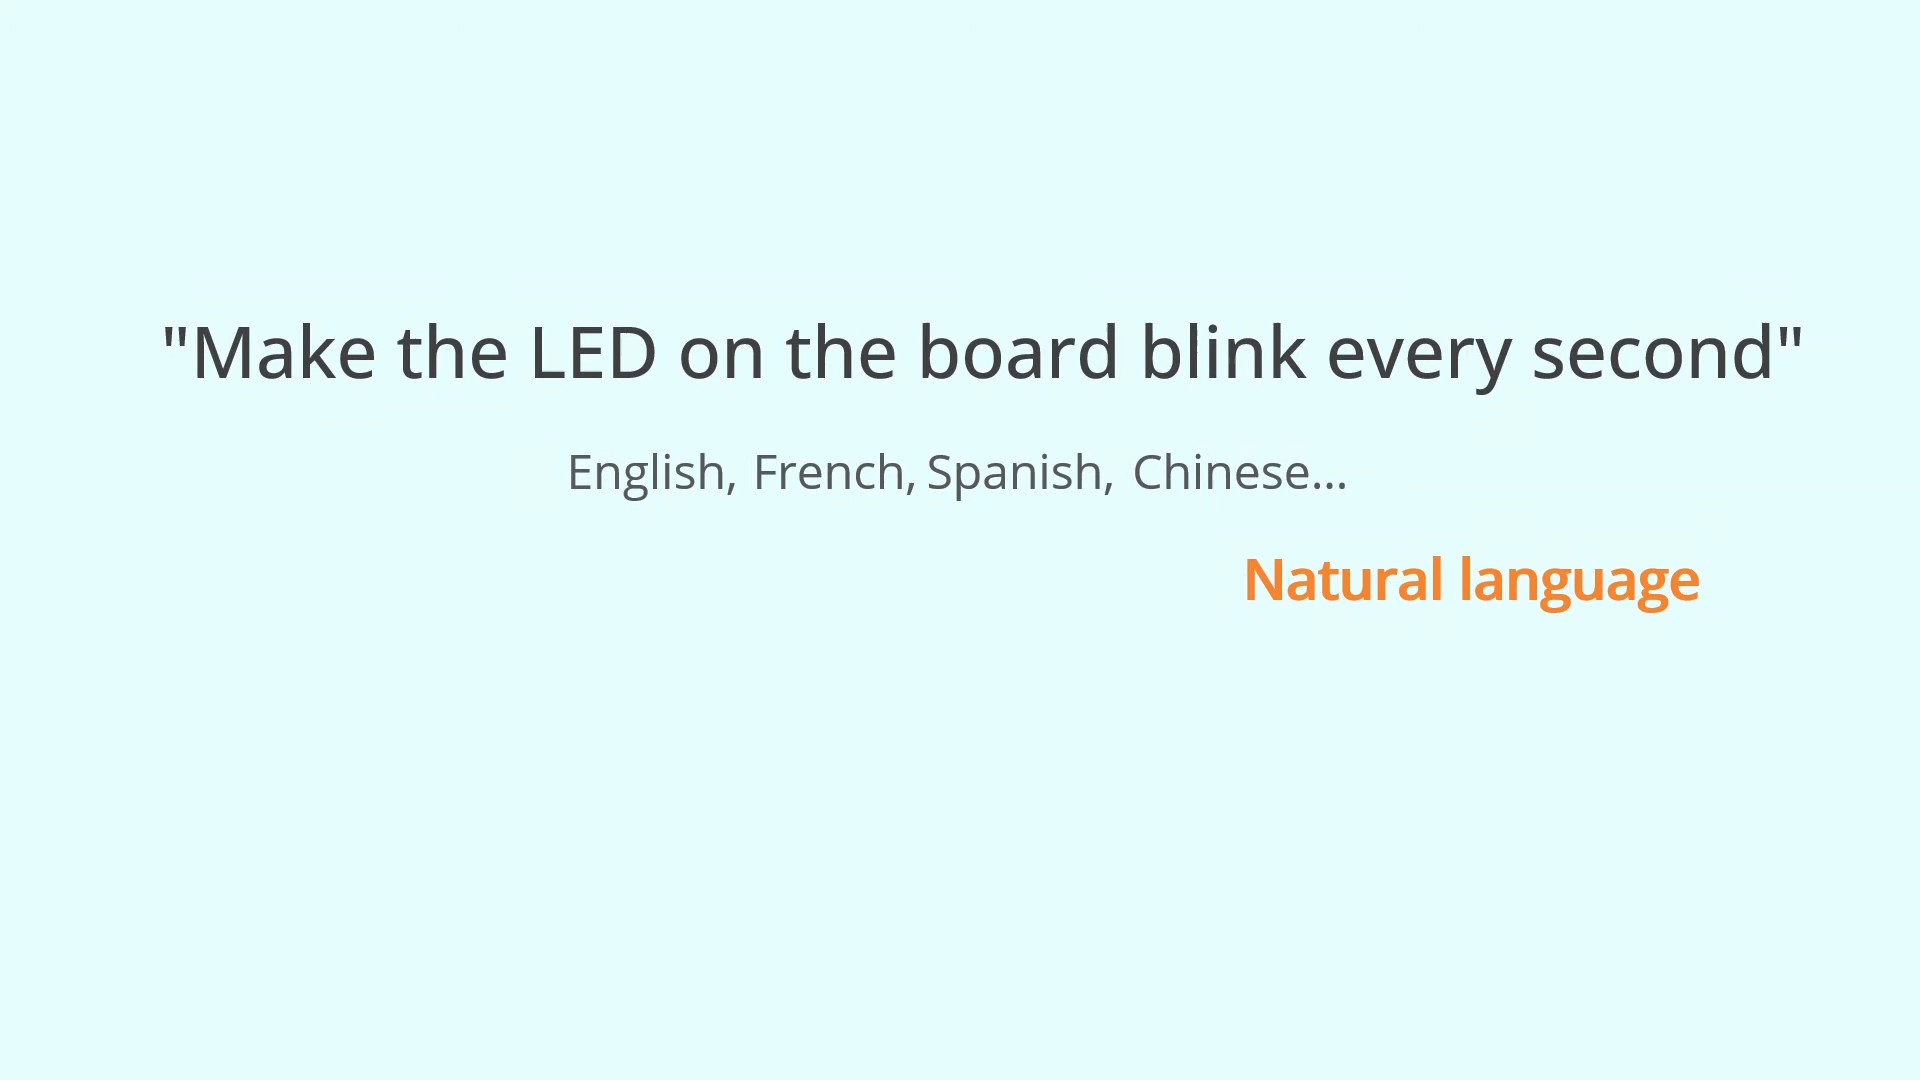 "Make the LED on the board blink every second"
English, French, Spanish, Chinese...
Natural language